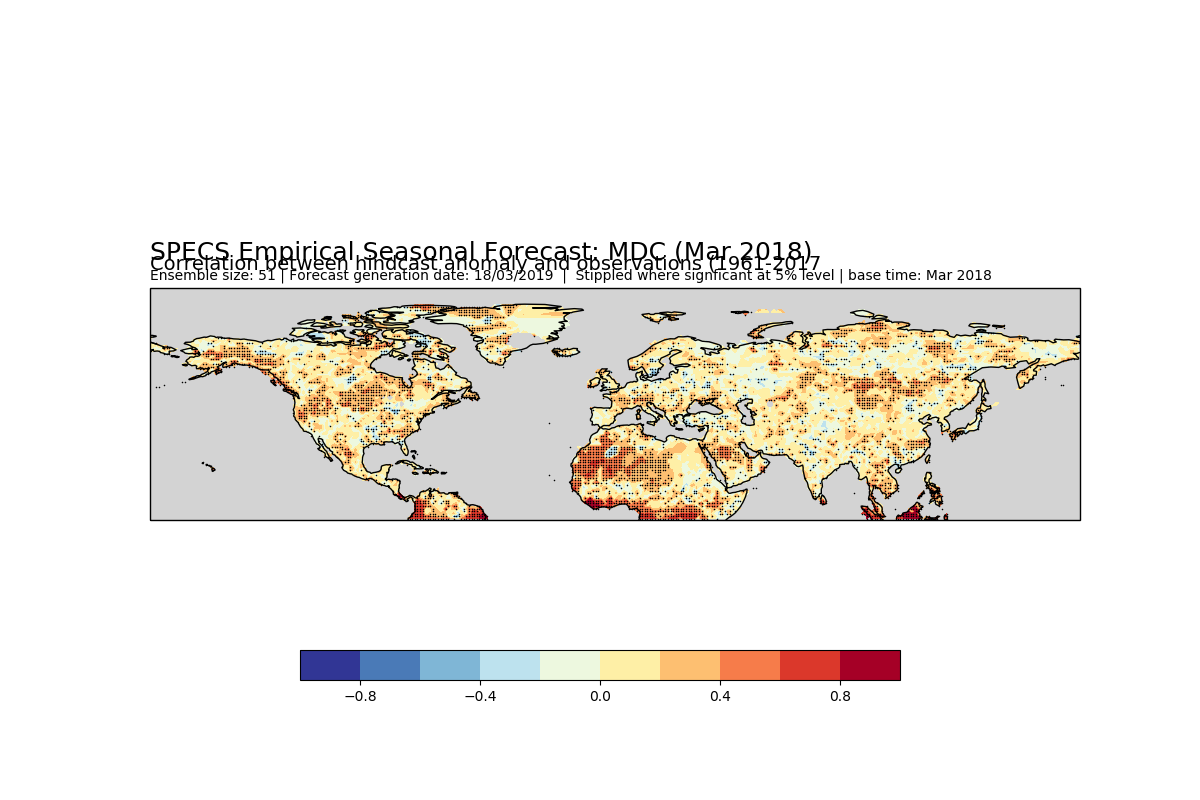 SPECS Empirical Seasonal Forecast: MDC (Mar 2018)
Correlation between hindcast anomaly and observations (1961-2017
Ensemble size: 51 | Forecast generation date: 18/03/2019  |  Stippled where signficant at 5% level | base time: Mar 2018
−0.8 −0.4 0.0 0.4 0.8